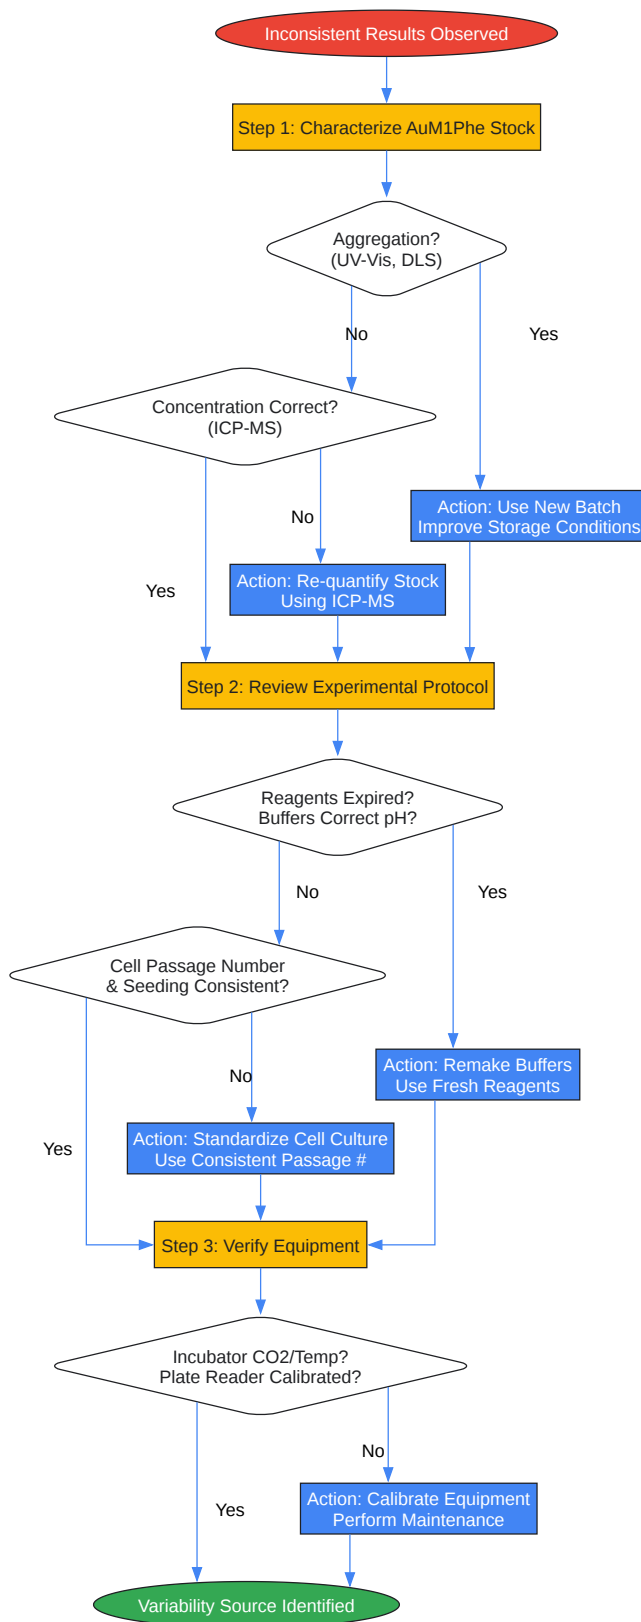 Inconsistent Results Observed
Step 1: Characterize AuM1Phe Stock
Aggregation?
(UV-Vis, DLS)
No
Yes
Concentration Correct?
(ICP-MS)
Action: Use New Batch
Improve Storage Conditions
No
Action: Re-quantify Stock
Using ICP-MS
Yes
Step 2: Review Experimental Protocol
Reagents Expired?
Buffers Correct pH?
No
Yes
Cell Passage Number
& Seeding Consistent?
Action: Remake Buffers
Use Fresh Reagents
No
Action: Standardize Cell Culture
Use Consistent Passage #
Yes
Step 3: Verify Equipment
Incubator CO2/Temp?
Plate Reader Calibrated?
No
Action: Calibrate Equipment
Perform Maintenance
Yes
Variability Source Identified